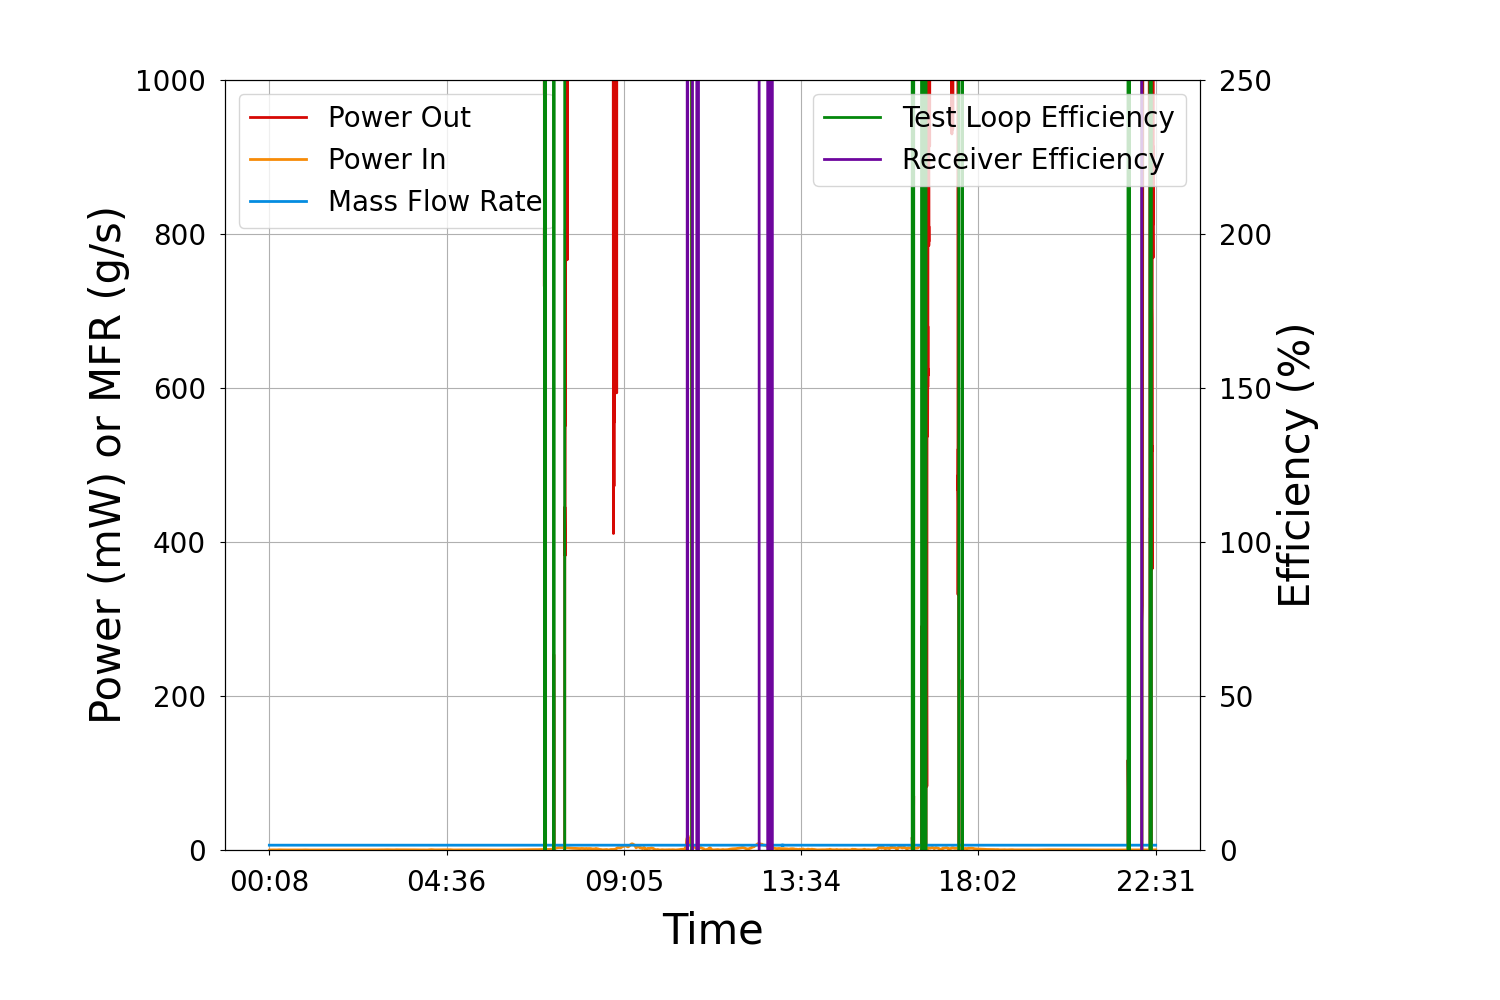 1000
800
600
400
200
0
Power (mW) or MFR (g/s)
Power Out
Power In
Mass Flow Rate
Test Loop Efficiency
Receiver Efficiency
250
200
150
100
50
0
Efficiency (%)
00:08 04:36 09:05 13:34 18:02 22:31
Time